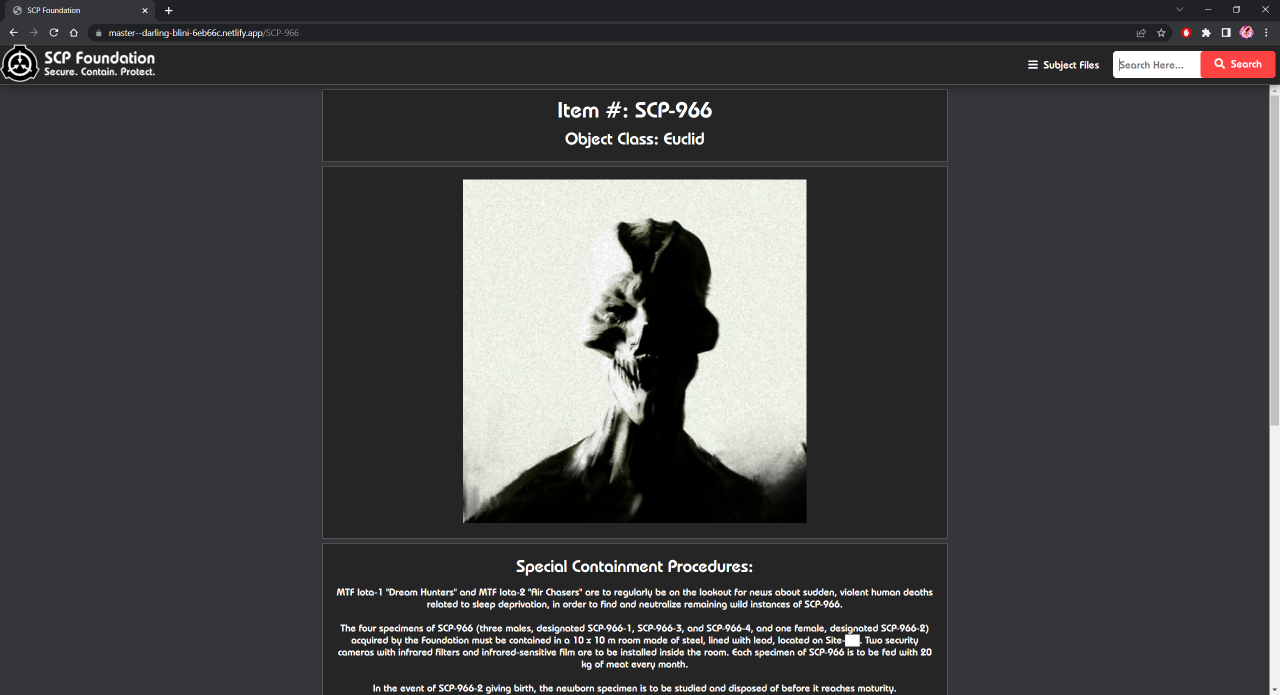 SCP Foundation
master--darling-blini-6eb66c.netlify.app/SCP-966
SCP Foundation
Secure. Contain. Protect.
Subject Files
Search Here...
Search
Item #: SCP-966
Object Class: Euclid
Special Containment Procedures:
MTF Iota-1 "Dream Hunters" and MTF Iota-2 "Air Chasers" are to regularly be on the lookout for news about sudden, violent human deaths
related to sleep deprivation, in order to find and neutralize remaining wild instances of SCP-966.
The four specimens of SCP-966 (three males, designated SCP-966-1, SCP-966-3, and SCP-966-4, and one female, designated SCP-966-2)
acquired by the Foundation must be contained in a 10 x 10 m room made of steel, lined with lead, located on Site-██. Two security
cameras with infrared filters and infrared-sensitive film are to be installed inside the room. Each specimen of SCP-966 is to be fed with 20
kg of meat every month.
In the event of SCP-966-2 giving birth, the newborn specimen is to be studied and disposed of before it reaches maturity.